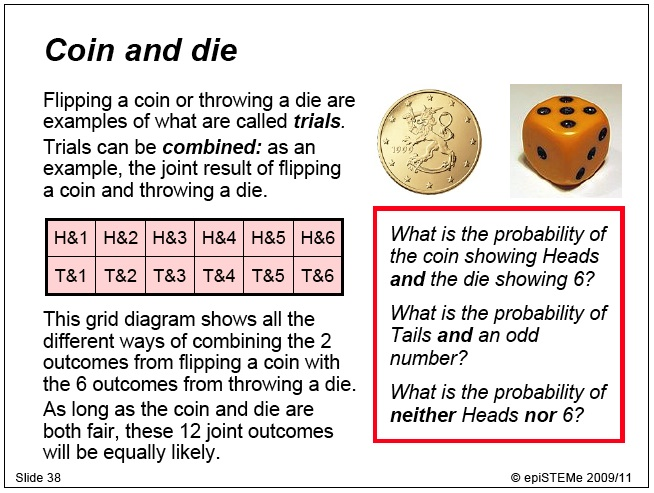 Coin and die
Flipping a coin or throwing a die are
examples of what are called trials.
Trials can be combined: as an
example, the joint result of flipping
a coin and throwing a die.
H&1 H&2 H&3 H&4 H&5 H&6
T&1 T&2 T&3 T&4 T&5 T&6
This grid diagram shows all the
different ways of combining the 2
outcomes from flipping a coin with
the 6 outcomes from throwing a die.
As long as the coin and die are
both fair, these 12 joint outcomes
will be equally likely.
1999
What is the probability of
the coin showing Heads
and the die showing 6?
What is the probability of
Tails and an odd
number?
What is the probability of
neither Heads nor 6?
Slide 38
© epiSTEMe 2009/11